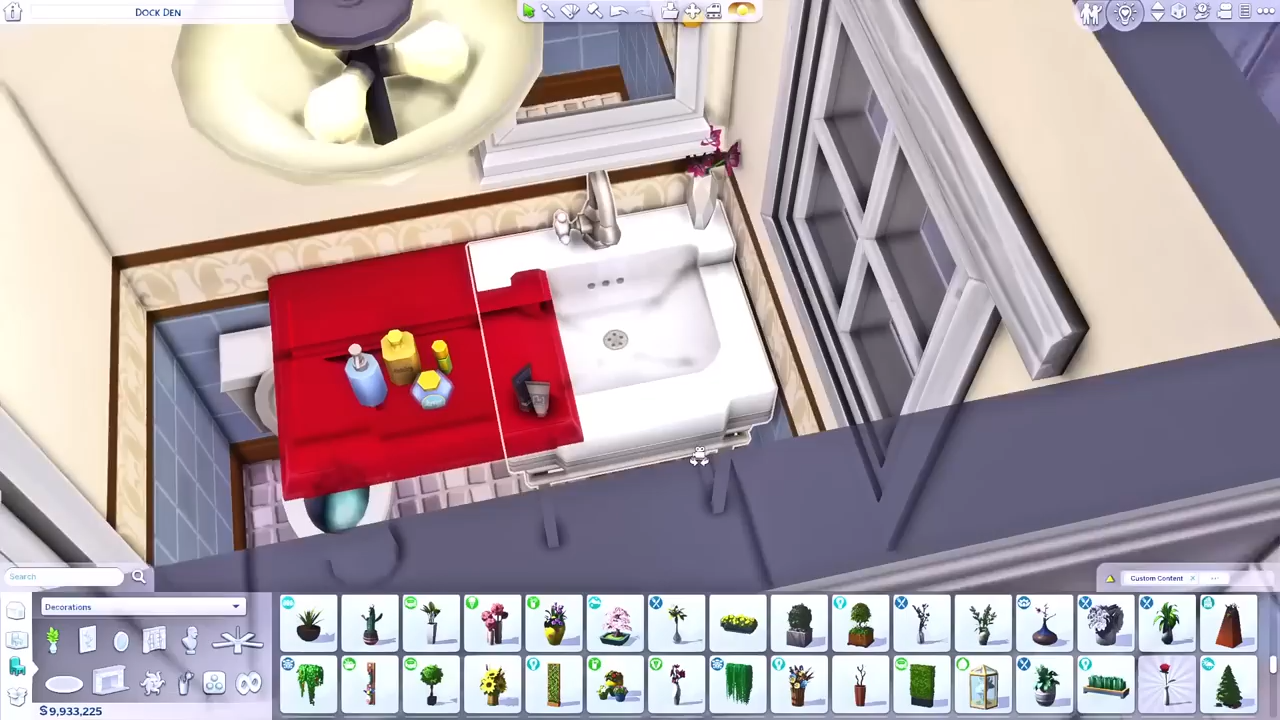 DOCK DEN
Custom Content
Search
Decorations
§9,933,225